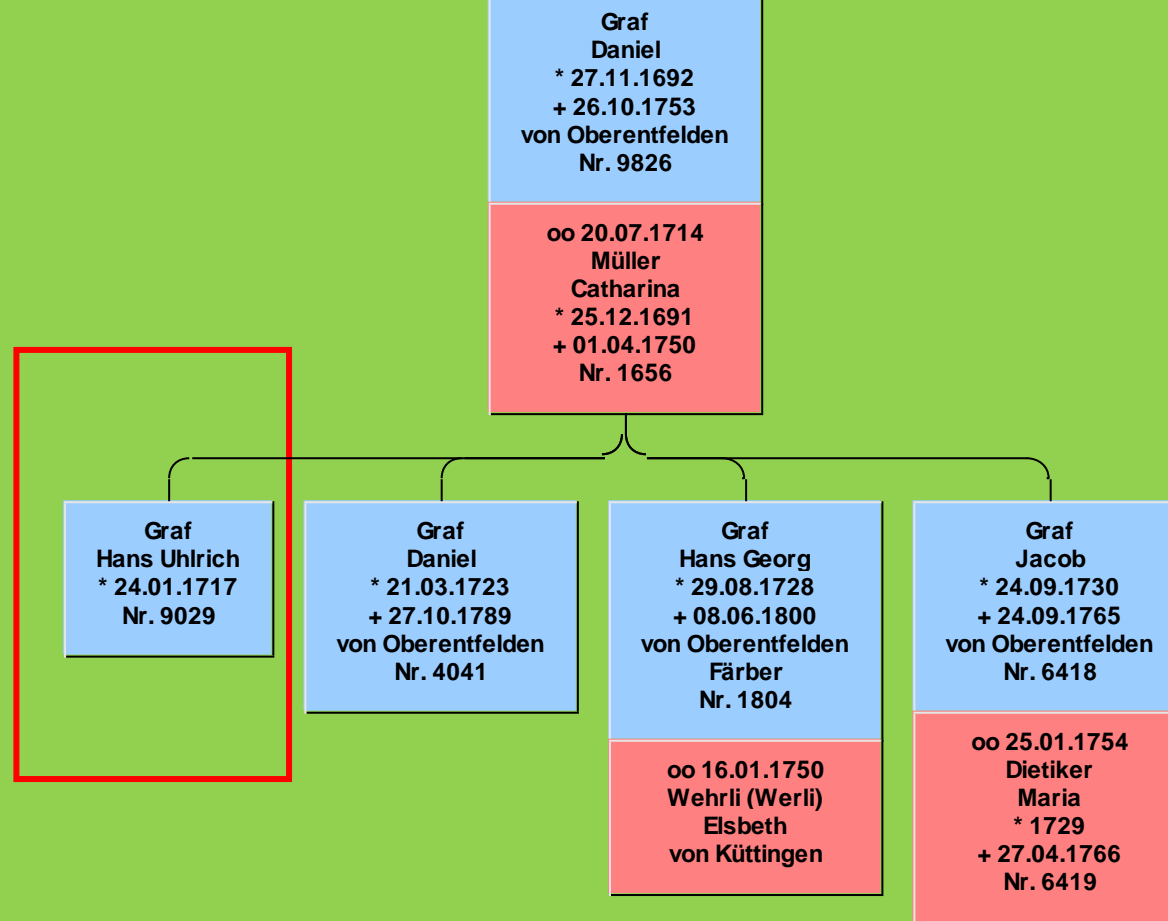 Graf
Daniel
* 27.11.1692
+ 26.10.1753
von Oberentfelden
Nr. 9826
oo 20.07.1714
Müller
Catharina
* 25.12.1691
+ 01.04.1750
Nr. 1656
Graf
Hans Uhlrich
* 24.01.1717
Nr. 9029
Graf
Daniel
* 21.03.1723
+ 27.10.1789
von Oberentfelden
Nr. 4041
Graf
Hans Georg
* 29.08.1728
+ 08.06.1800
von Oberentfelden
Färber
Nr. 1804
oo 16.01.1750
Wehrli (Werli)
Elsbeth
von Küttingen
Graf
Jacob
* 24.09.1730
+ 24.09.1765
von Oberentfelden
Nr. 6418
oo 25.01.1754
Dietiker
Maria
* 1729
+ 27.04.1766
Nr. 6419